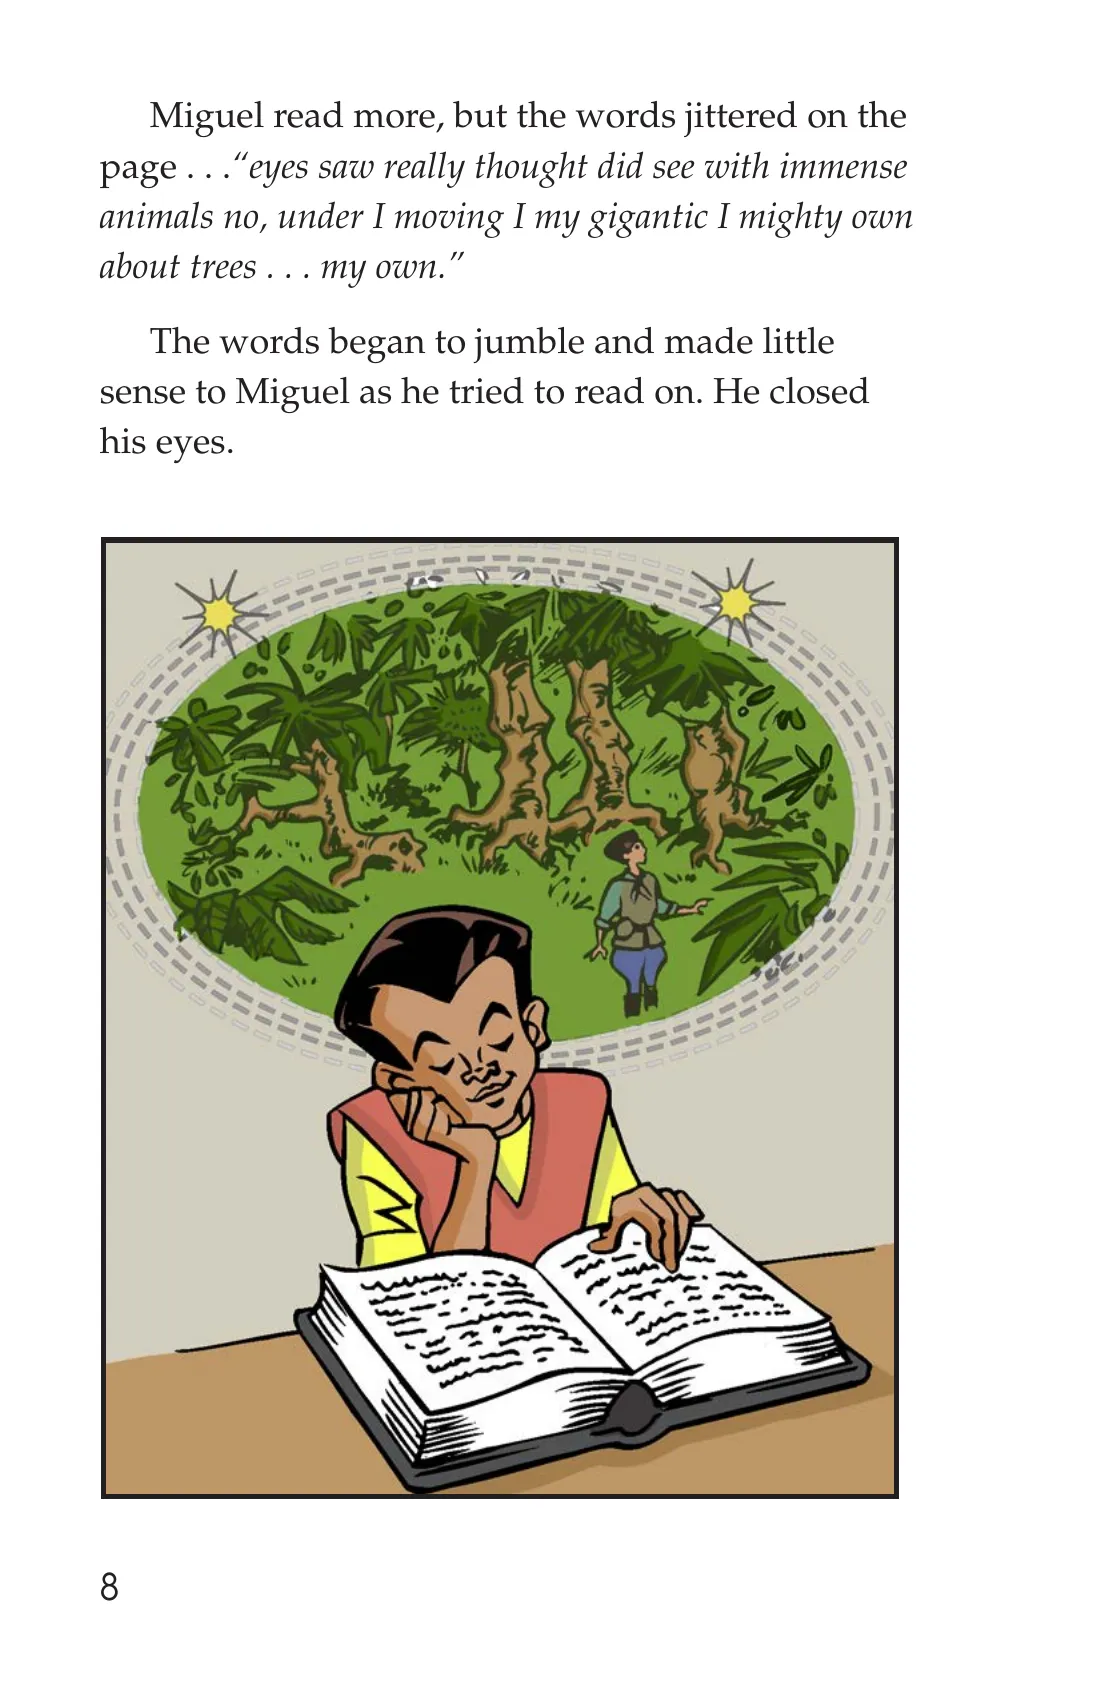 Miguel read more, but the words jittered on the
page . . .“eyes saw really thought did see with immense
animals no, under I moving I my gigantic I mighty own
about trees . . . my own.”
The words began to jumble and made little
sense to Miguel as he tried to read on. He closed
his eyes.
8